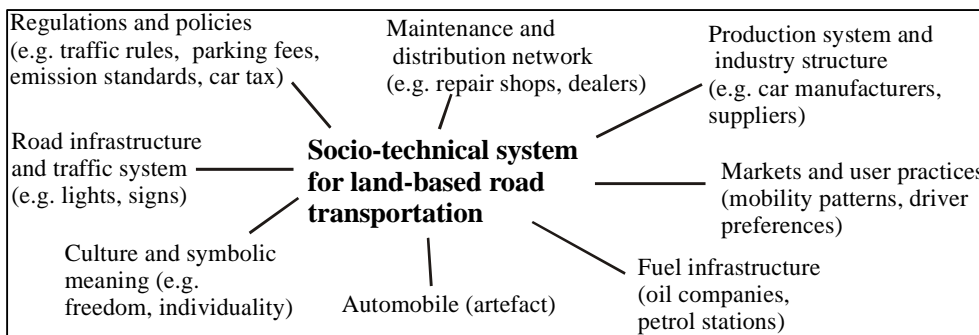 Regulations and policies
(e.g. traffic rules, parking fees,
emission standards, car tax)
Maintenance and
distribution network
(e.g. repair shops, dealers)
Production system and
industry structure
(e.g. car manufacturers,
suppliers)
Road infrastructure
and traffic system
(e.g. lights, signs)
Socio-technical system
for land-based road
transportation
Markets and user practices
(mobility patterns, driver
preferences)
Culture and symbolic
meaning (e.g.
freedom, individuality)
Automobile (artefact)
Fuel infrastructure
(oil companies,
petrol stations)